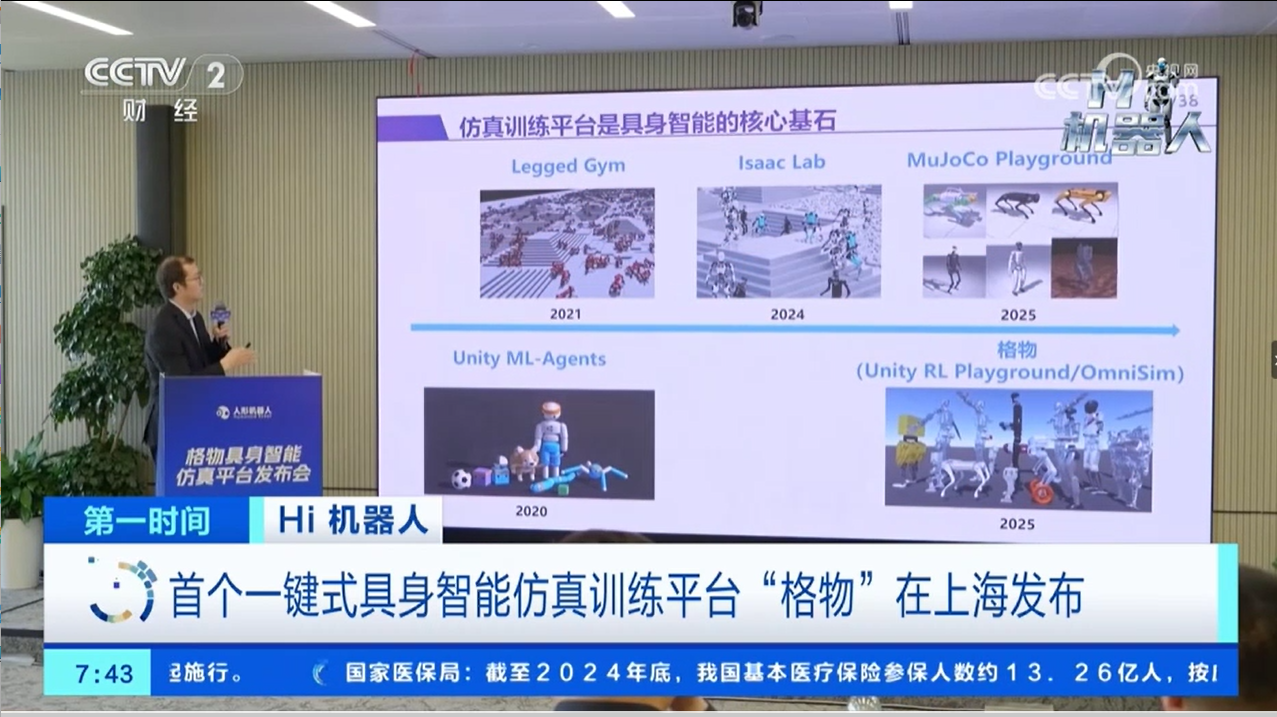 CCTV 2
财经
央视网
CCTV.com
Hi
机器人
仿真训练平台是具身智能的核心基石
Legged Gym
Isaac Lab
MuJoCo Playground
2021
2024
2025
Unity ML-Agents
格物
(Unity RL Playground/OmniSim)
2020
2025
人形机器人
格物具身智能
仿真平台发布会
第一时间
Hi 机器人
首个一键式具身智能仿真训练平台“格物”在上海发布
7:43
施行。
国家医保局：截至2024年底，我国基本医疗保险参保人数约13.26亿人，按